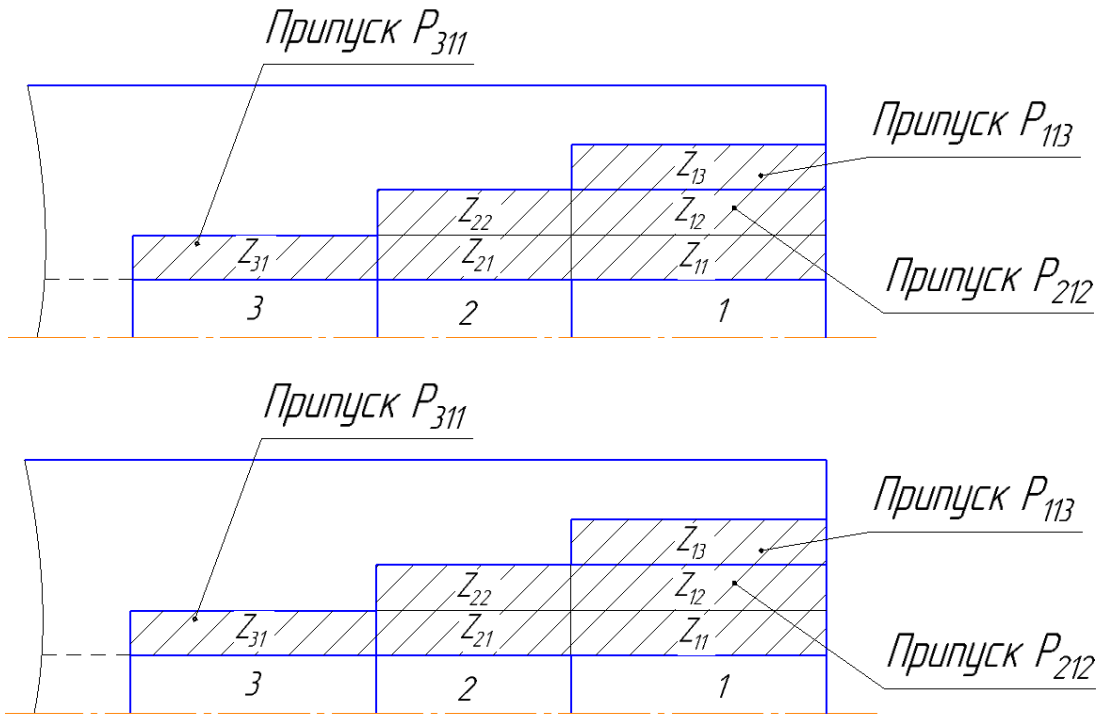 Припуск P311
Припуск P113
Z13
Z22 Z12
Z31 Z21 Z11
Припуск P212
3 2 1
Припуск P311
Припуск P113
Z13
Z22 Z12
Z31 Z21 Z11
Припуск P212
3 2 1